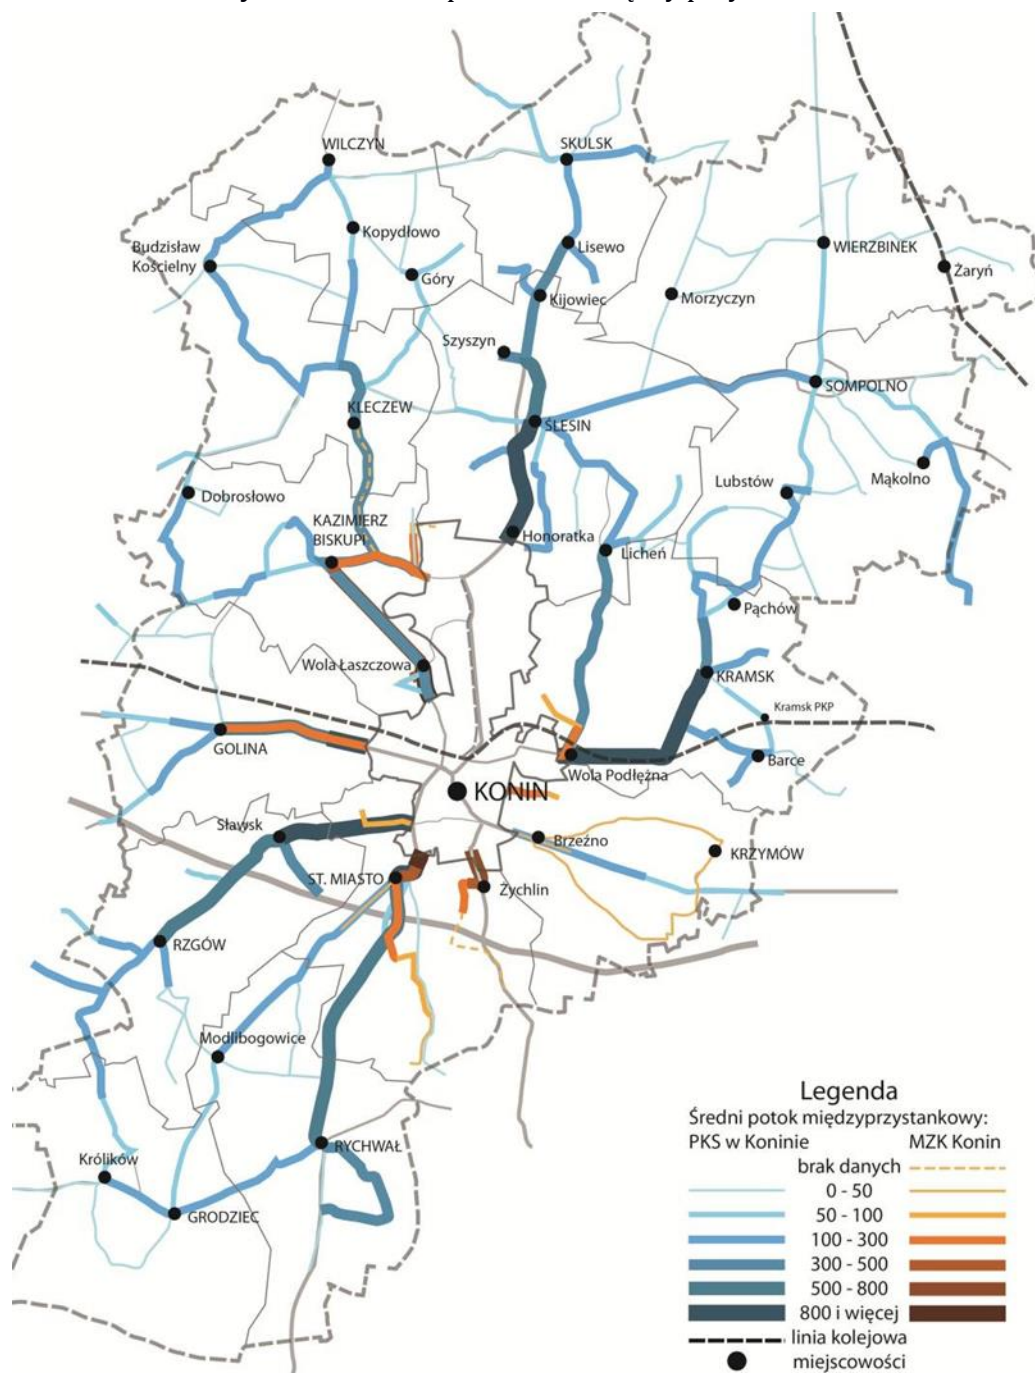 WILCZYN
SKULSK
Kopydłowo
Budzisław
Kościelny
Lisewo
WIERZBINEK
Góry
Żaryń
Kijowiec
Morzyczyn
Szyszyn
SOMPOLNO
KLECZEW
ŚLESIN
Mąkolno
Lubstów
Dobrosłowo
KAZIMIERZ
BISKUPI
Honoratka
Licheń
Pąchów
Wola Łaszczowa
KRAMSK
Kramsk PKP
GOLINA
Wola Podłężna
Barce
KONIN
Sławsk
Brzeźno
KRZYMÓW
ST. MIASTO
Żychlin
RZGÓW
Modlibogowice
RYCHWAŁ
Królików
GRODZIEC
Legenda
Średni potok międzyprzystankowy:
PKS w Koninie MZK Konin
brak danych
0 - 50
50 - 100
100 - 300
300 - 500
500 - 800
800 i więcej
linia kolejowa
miejscowości